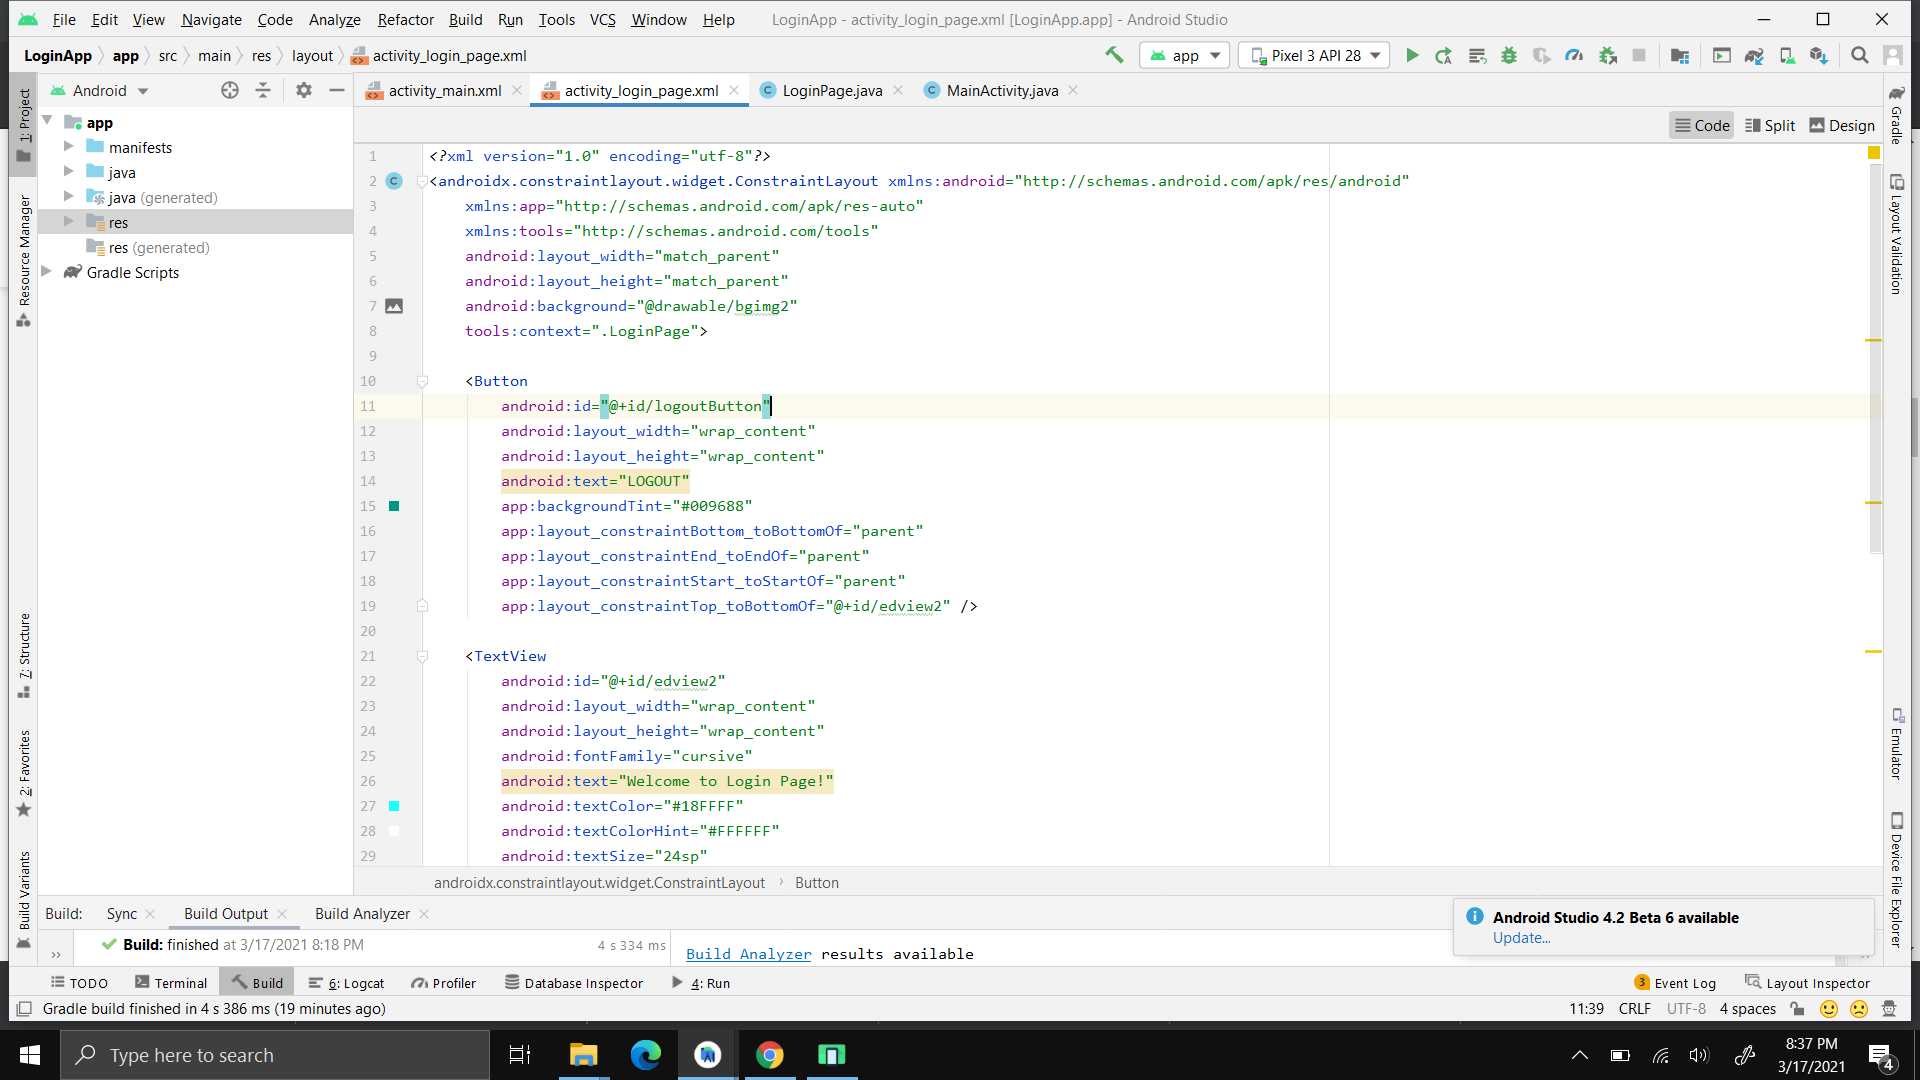 File Edit View Navigate Code Analyze Refactor Build Run Tools VCS Window Help LoginApp - activity_login_page.xml [LoginApp.app] - Android Studio
LoginApp app src main res layout activity_login_page.xml app Pixel 3 API 28
1: Project
Resource Manager
7: Structure
2: Favorites
Build Variants
Android
app
manifests
java
java (generated)
res
res (generated)
Gradle Scripts
activity_main.xml activity_login_page.xml LoginPage.java MainActivity.java
Code Split Design
1 <?xml version="1.0" encoding="utf-8"?>
2 <androidx.constraintlayout.widget.ConstraintLayout xmlns:android="http://schemas.android.com/apk/res/android"
3 xmlns:app="http://schemas.android.com/apk/res-auto"
4 xmlns:tools="http://schemas.android.com/tools"
5 android:layout_width="match_parent"
6 android:layout_height="match_parent"
7 android:background="@drawable/bgimg2"
8 tools:context=".LoginPage">
9
10 <Button
11 android:id="@+id/logoutButton"
12 android:layout_width="wrap_content"
13 android:layout_height="wrap_content"
14 android:text="LOGOUT"
15 app:backgroundTint="#009688"
16 app:layout_constraintBottom_toBottomOf="parent"
17 app:layout_constraintEnd_toEndOf="parent"
18 app:layout_constraintStart_toStartOf="parent"
19 app:layout_constraintTop_toBottomOf="@+id/edview2" />
20
21 <TextView
22 android:id="@+id/edview2"
23 android:layout_width="wrap_content"
24 android:layout_height="wrap_content"
25 android:fontFamily="cursive"
26 android:text="Welcome to Login Page!"
27 android:textColor="#18FFFF"
28 android:textColorHint="#FFFFFF"
29 android:textSize="24sp"
androidx.constraintlayout.widget.ConstraintLayout Button
Gradle
Layout Validation
Emulator
Device File Explorer
Build: Sync Build Output Build Analyzer
Build: finished at 3/17/2021 8:18 PM 4 s 334 ms
Build Analyzer results available
Android Studio 4.2 Beta 6 available
Update...
TODO Terminal Build 6: Logcat Profiler Database Inspector 4: Run 3 Event Log Layout Inspector
Gradle build finished in 4 s 386 ms (19 minutes ago) 11:39 CRLF UTF-8 4 spaces
Type here to search
8:37 PM
3/17/2021
4